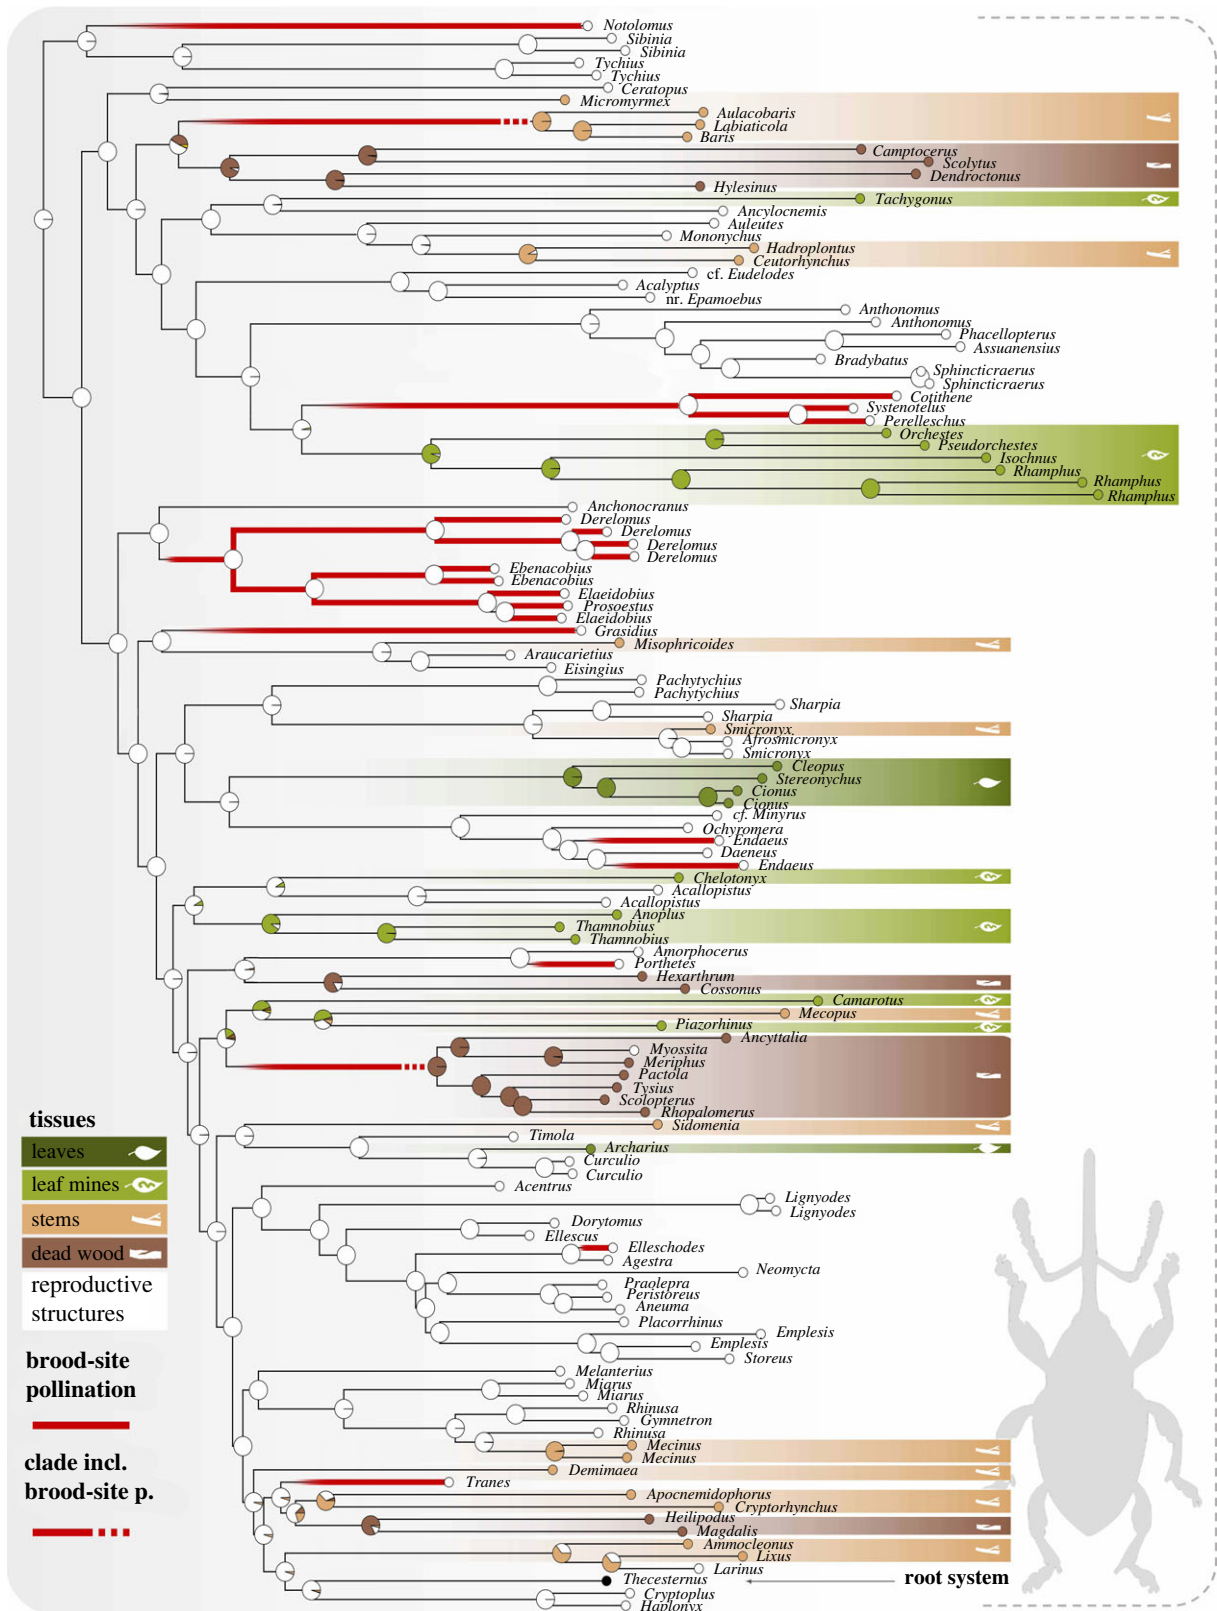 Notolomus
Sibinia
Sibinia
Tychius
Tychius
Ceratopus
Micromyrmex
Aulacobaris
Labiaticola
Baris
Camptocerus
Scolytus
Dendroctonus
Hylesinus
Tachygonus
Ancylocnemis
Auleutes
Mononychus
Hadroplontus
Ceutorhynchus
cf. Eudelodes
Acalyptus
nr. Epamoebus
Anthonomus
Anthonomus
Phacellopterus
Assuanensius
Bradybatus
Sphincticraerus
Sphincticraerus
Cotithene
Systenotelus
Perelleschus
Orchestes
Pseudorchestes
Isochnus
Rhamphus
Rhamphus
Rhamphus
Anchonocranus
Derelomus
Derelomus
Derelomus
Derelomus
Ebenacobius
Ebenacobius
Elaeidobius
Prosoestus
Elaeidobius
Grasidius
Misophricoides
Araucarietius
Eisingius
Pachytychius
Pachytychius
Sharpia
Sharpia
Smicronyx
Afrosmicronyx
Smicronyx
Cleopus
Stereonychus
Cionus
Cionus
cf. Minyrus
Ochyromera
Endaeus
Daeneus
Endaeus
Chelotonyx
Acallopistus
Acallopistus
Anoplus
Thamnobius
Thamnobius
Amorphocerus
Porthetes
Hexarthrum
Cossonus
Camarotus
Mecopus
Piazorhinus
Ancyttalia
Myossita
Meriphus
Pactola
Tysius
Scolopterus
Rhopalomerus
Sidomenia
Timola
Archarius
Curculio
Curculio
Acentrus
Lignyodes
Lignyodes
Dorytomus
Ellescus
Elleschodes
Agestra
Neomycta
Praolepra
Peristoreus
Aneuma
Placorrhinus
Emplesis
Emplesis
Storeus
Melanterius
Miarus
Miarus
Rhinusa
Gymnetron
Rhinusa
Mecinus
Mecinus
Demimaea
Tranes
Apocnemidophorus
Cryptorhynchus
Heilipodus
Magdalis
Ammocleonus
Lixus
Larinus
Thecesternus
root system
Cryptoplus
Haplonyx
tissues
leaves
leaf mines
stems
dead wood
reproductive
structures
brood-site
pollination
clade incl.
brood-site p.